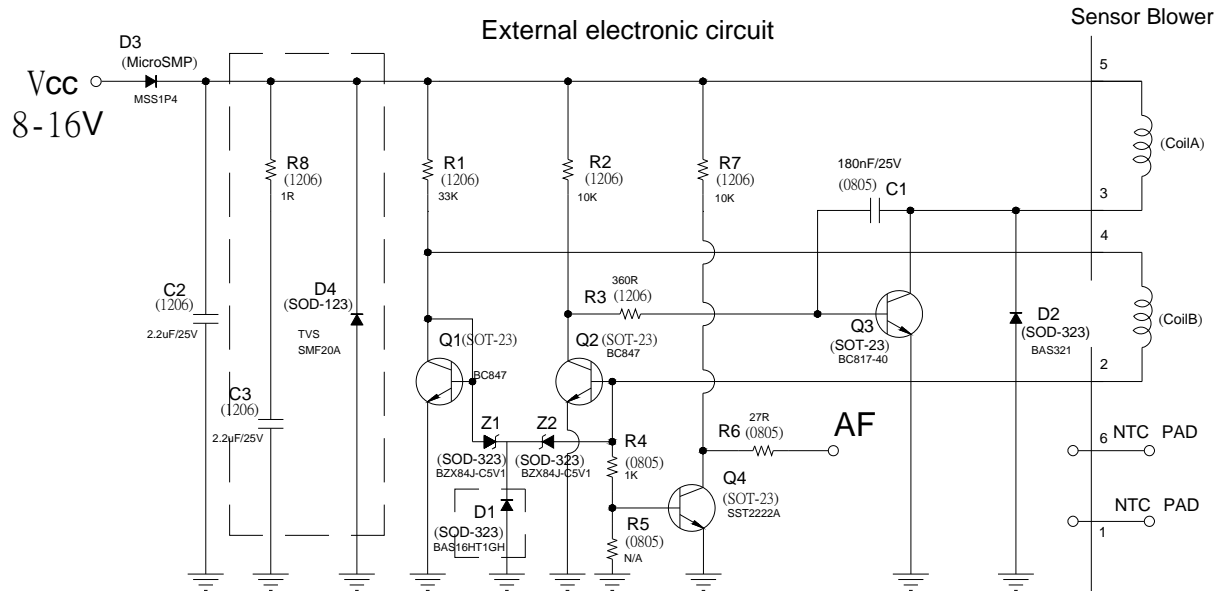 External electronic circuit
Sensor Blower
D3
(MicroSMP)
MSS1P4
Vcc
8-16V
5
(CoilA)
3
4
(CoilB)
2
R8
(1206)
1R
R1
(1206)
33K
R2
(1206)
10K
R7
(1206)
10K
180nF/25V
(0805)
C1
C2
(1206)
2.2uF/25V
D4
(SOD-123)
TVS
SMF20A
C3
(1206)
2.2uF/25V
360R
R3 (1206)
Q1 (SOT-23)
BC847
Q2 (SOT-23)
BC847
Q3
(SOT-23)
BC817-40
D2
(SOD-323)
BAS321
Z1
(SOD-323)
BZX84J-C5V1
Z2
(SOD-323)
BZX84J-C5V1
R4
(0805)
1K
27R
R6 (0805)
AF
D1
(SOD-323)
BAS16HT1GH
R5
(0805)
N/A
Q4
(SOT-23)
SST2222A
6
NTC PAD
NTC PAD
1